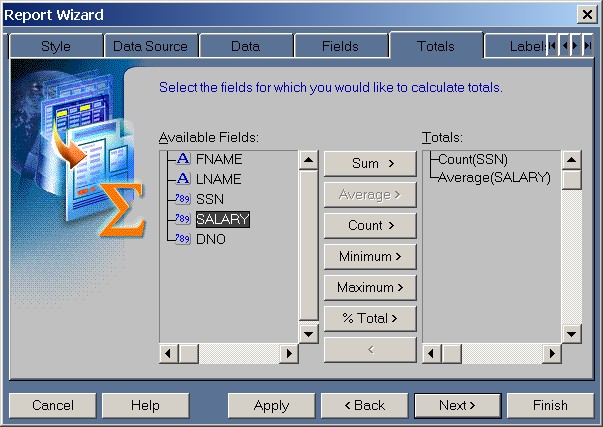 Report Wizard
Style Data Source Data Fields Totals Labels
Select the fields for which you would like to calculate totals.
Available Fields:
A FNAME
A LNAME
789 SSN
789 SALARY
789 DNO
Sum >
Average >
Count >
Minimum >
Maximum >
% Total >
<
Totals:
Count(SSN)
Average(SALARY)
Σ
Cancel Help Apply < Back Next > Finish